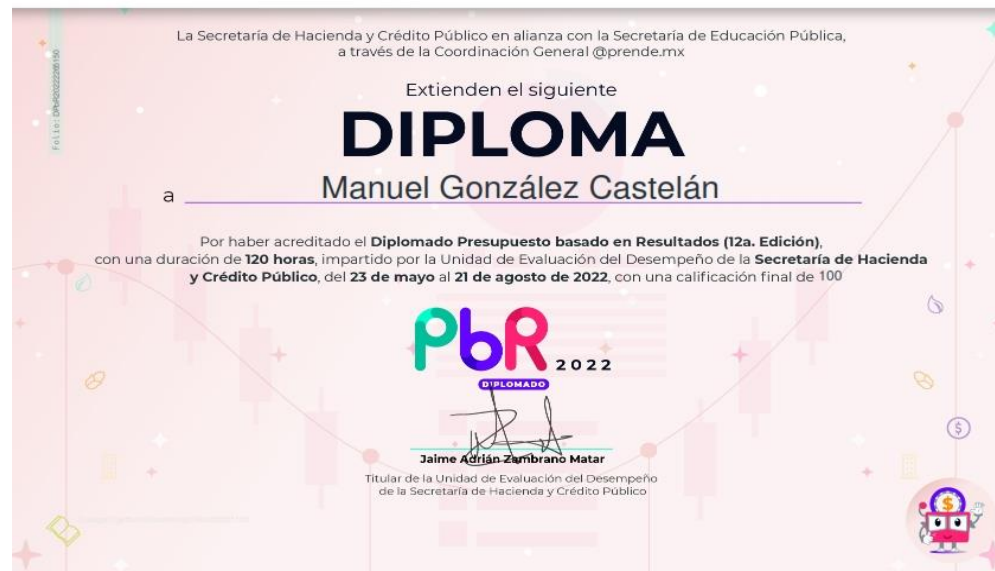 La Secretaría de Hacienda y Crédito Público en alianza con la Secretaría de Educación Pública,
a través de la Coordinación General @prende.mx
Extienden el siguiente
DIPLOMA
a Manuel González Castelán
Por haber acreditado el Diplomado Presupuesto basado en Resultados (12a. Edición),
con una duración de 120 horas, impartido por la Unidad de Evaluación del Desempeño de la Secretaría de Hacienda
y Crédito Público, del 23 de mayo al 21 de agosto de 2022, con una calificación final de 100
PbR 2022
DIPLOMADO
Jaime Adrián Zambrano Matar
Titular de la Unidad de Evaluación del Desempeño
de la Secretaría de Hacienda y Crédito Público